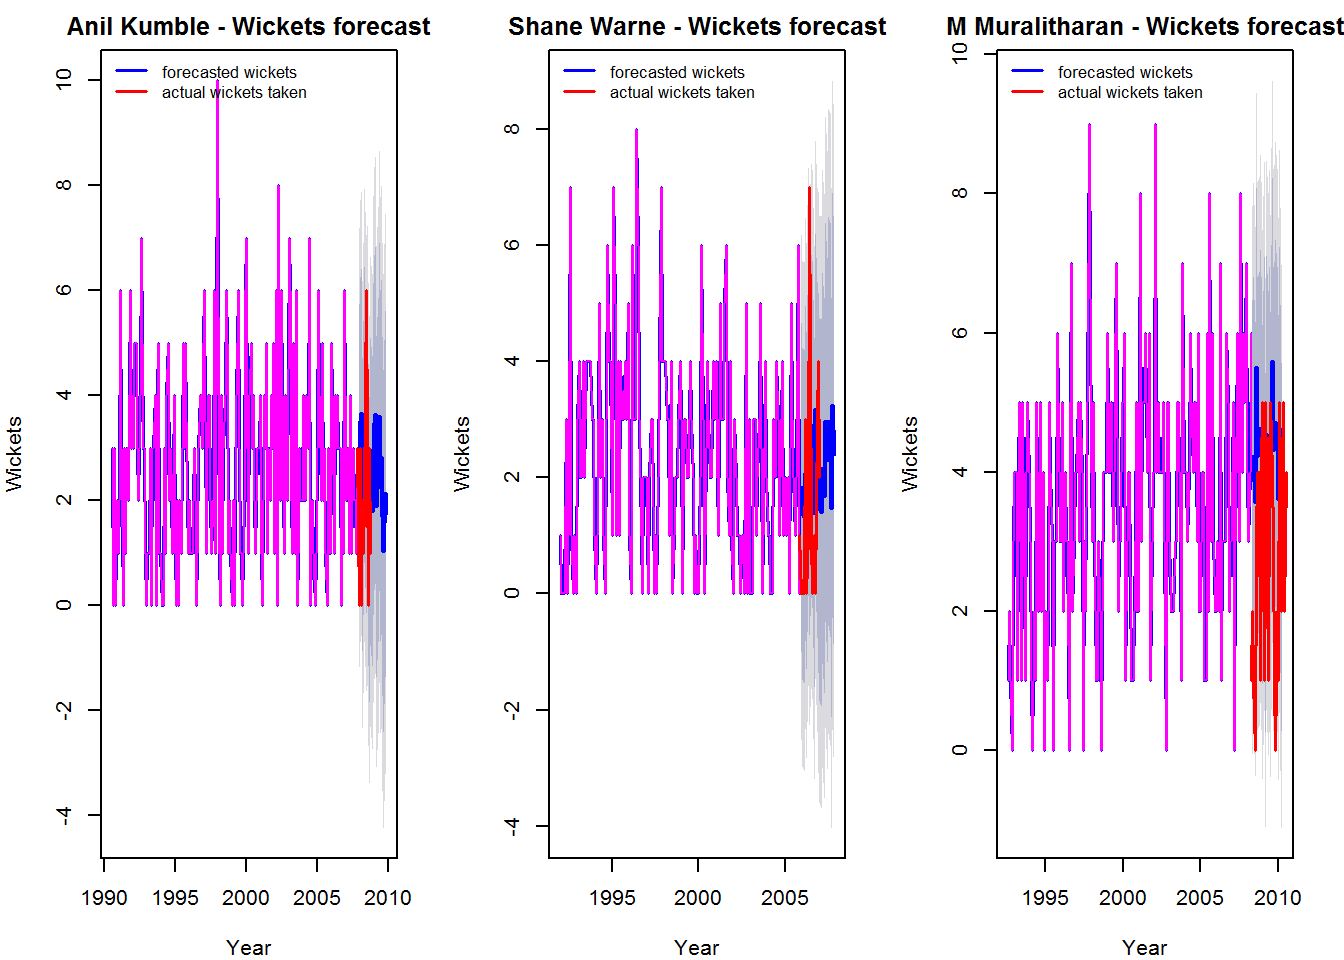 Anil Kumble - Wickets forecast
forecasted wickets
actual wickets taken
Wickets
10
8
6
4
2
0
-2
-4
1990 1995 2000 2005 2010
Year
Shane Warne - Wickets forecast
forecasted wickets
actual wickets taken
Wickets
8
6
4
2
0
-2
-4
1995 2000 2005
Year
M Muralitharan - Wickets forecast
forecasted wickets
actual wickets taken
Wickets
10
8
6
4
2
0
1995 2000 2005 2010
Year